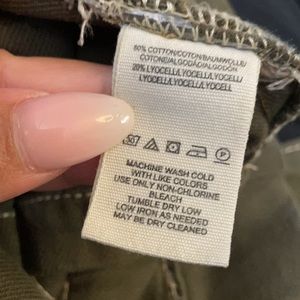 80% COTTON/COTON/BAUMWOLLE/
COTONE/ALGODÃO/ALGODÓN
20% LYOCELL/LYOCELL/LYOCELL/
LYOCELL/LYOCELL/LYOCELL
MACHINE WASH COLD
WITH LIKE COLORS
USE ONLY NON-CHLORINE
BLEACH
TUMBLE DRY LOW
LOW IRON AS NEEDED
MAY BE DRY CLEANED